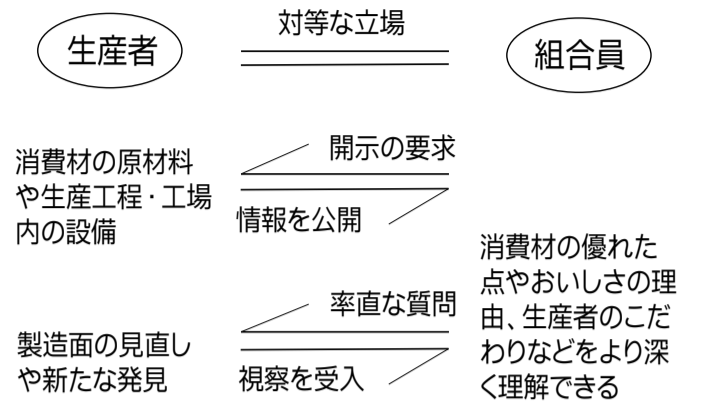 対等な立場
生産者
組合員
開示の要求
消費材の原材料
や生産工程・工場
内の設備
情報を公開
消費材の優れた
点やおいしさの理
由、生産者のこだ
わりなどをより深
く理解できる
率直な質問
製造面の見直し
や新たな発見
視察を受入